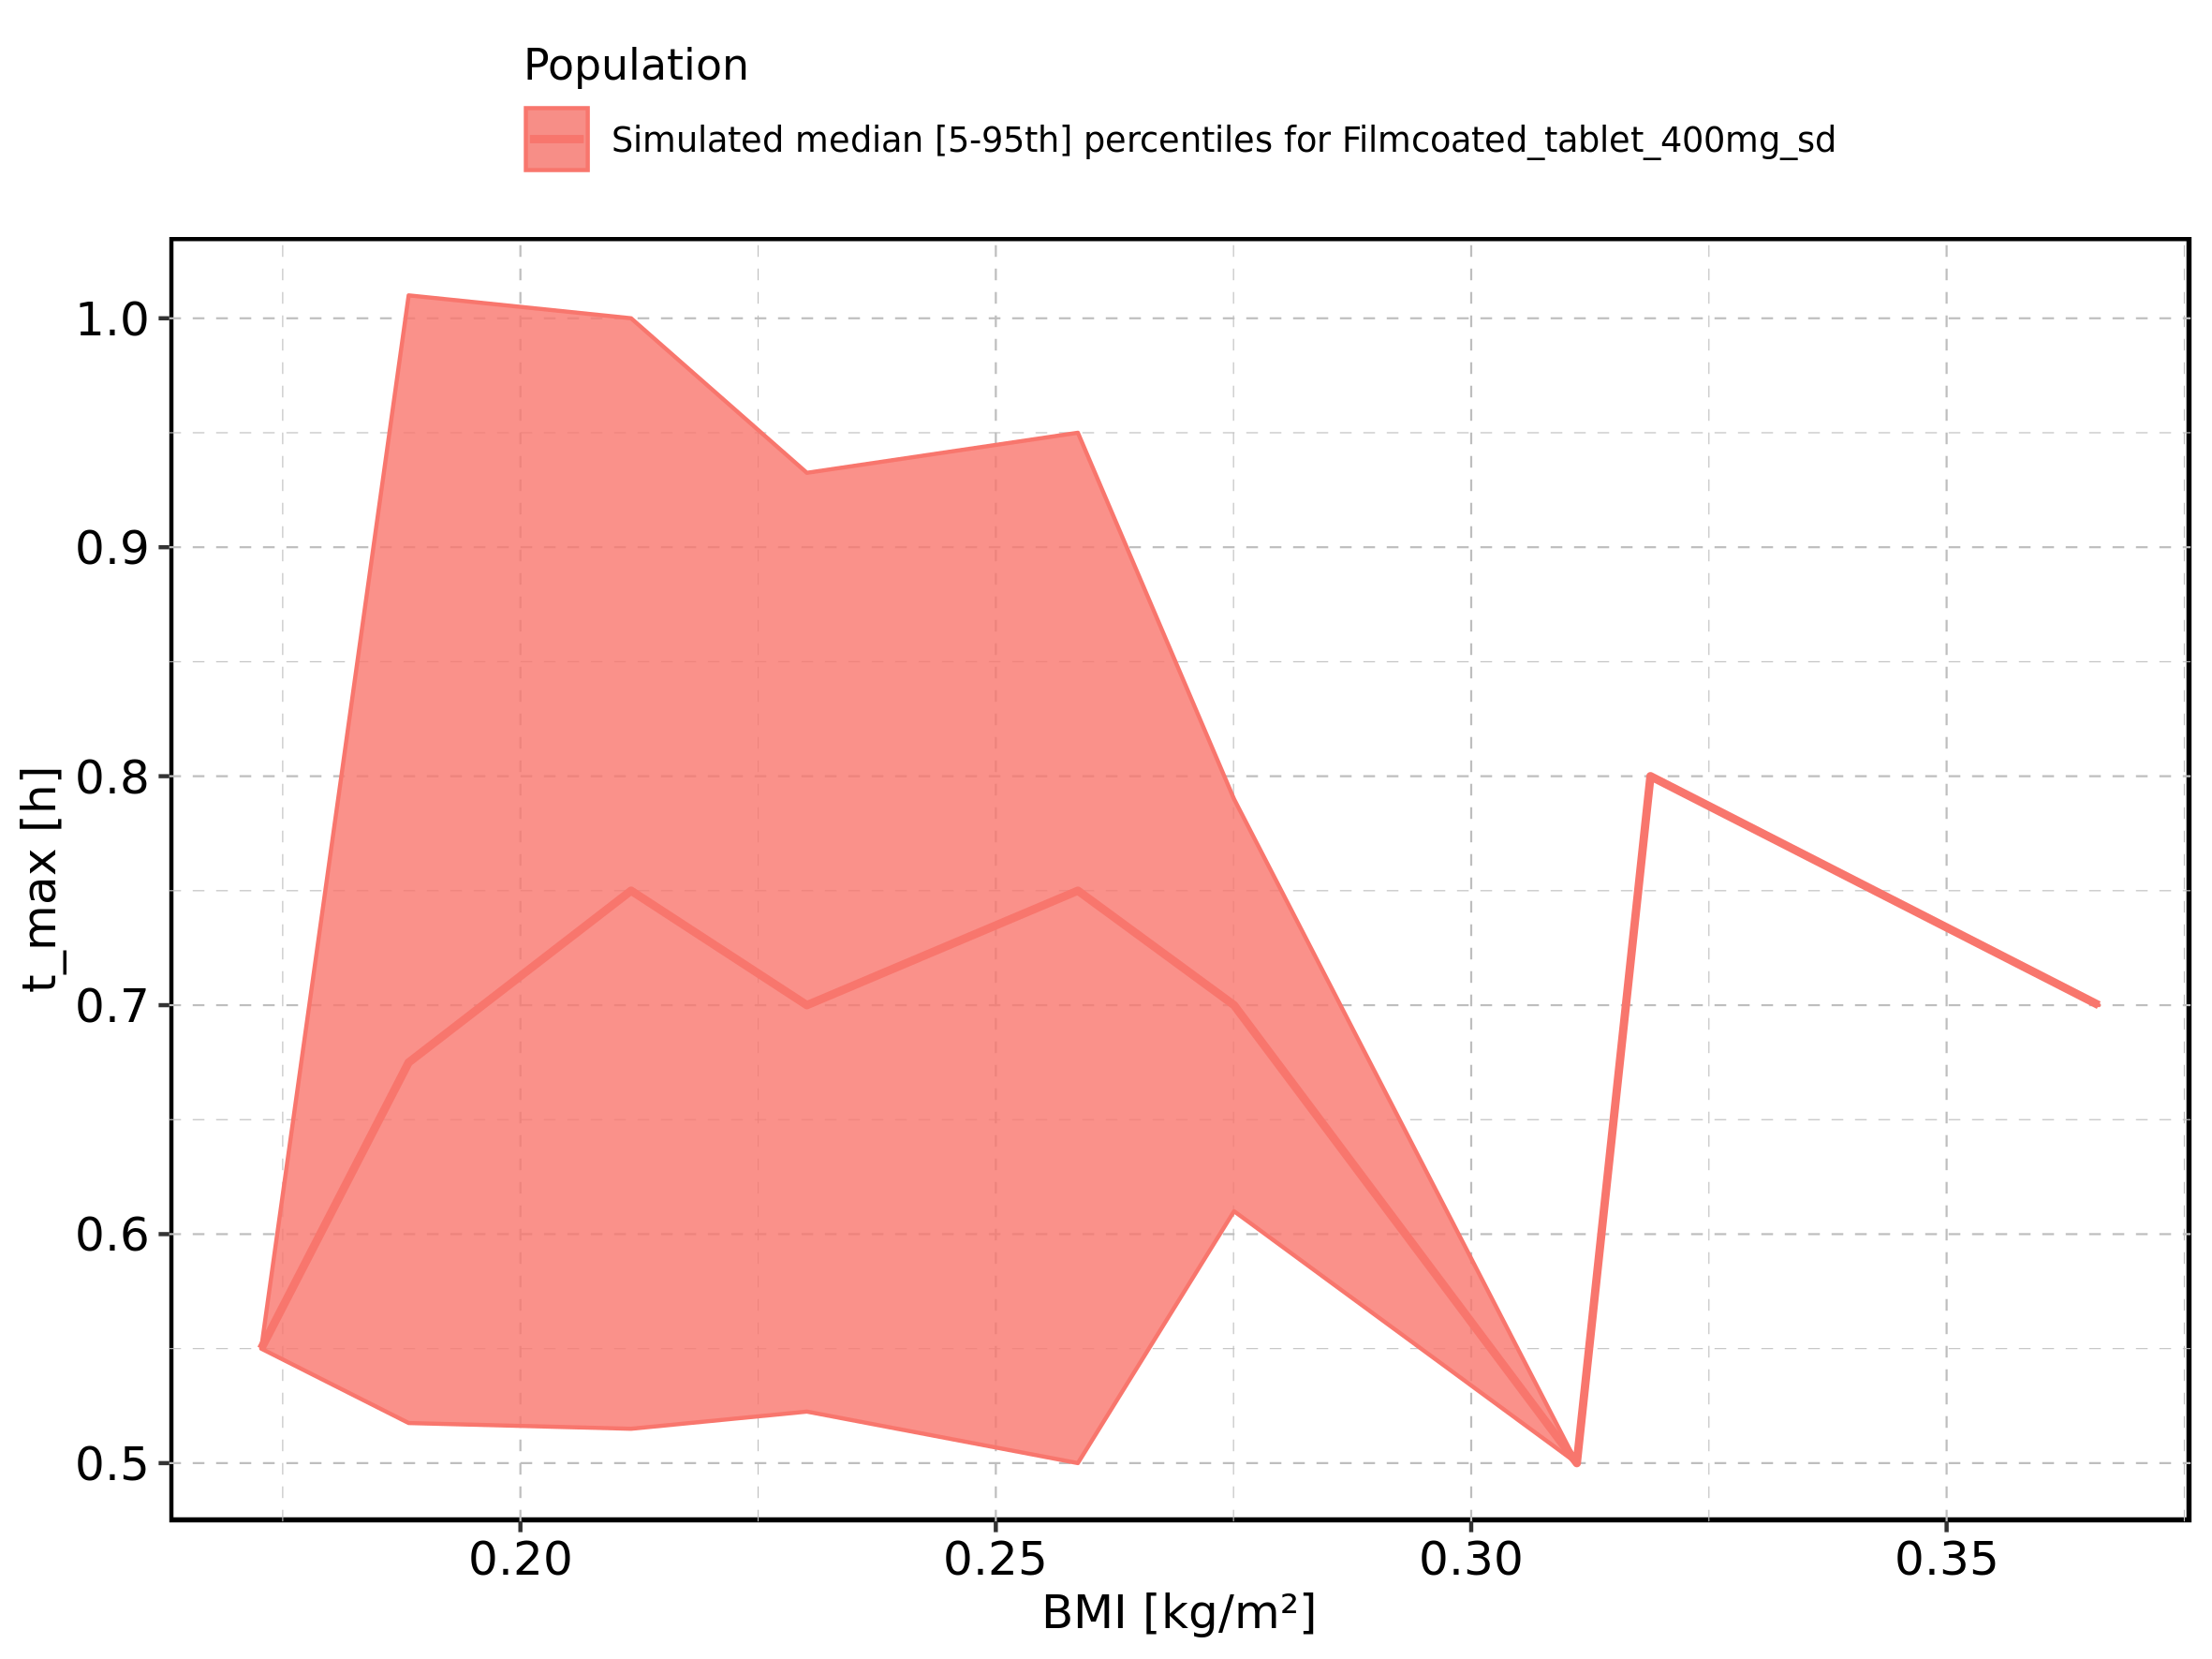 Population
Simulated median [5-95th] percentiles for Filmcoated_tablet_400mg_sd
t_max [h]
1.0
0.9
0.8
0.7
0.6
0.5
0.20 0.25 0.30 0.35
BMI [kg/m²]